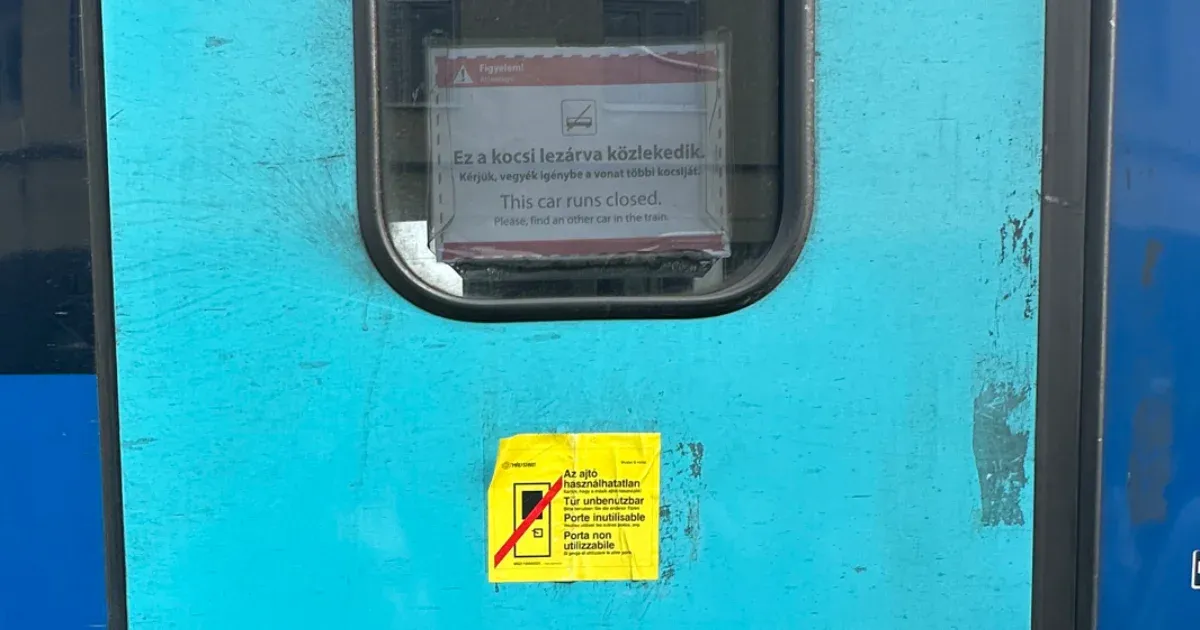 Figyelem!
Ez a kocsi lezárva közlekedik.
Kérjük, vegyék igénybe a vonat többi kocsiját.
This car runs closed.
Please, find an other car in the train.
Az ajtó
használhatatlan
Tür unbenutzbar
Porte inutilisable
Porta non
utilizzabile